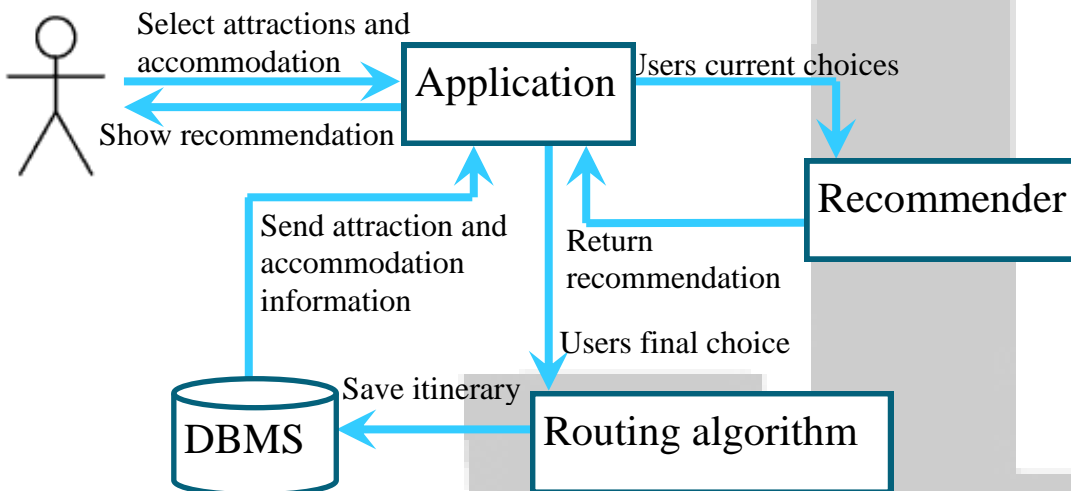 Select attractions and
accommodation
Application
Users current choices
Show recommendation
Recommender
Send attraction and
accommodation
information
Return
recommendation
Users final choice
Save itinerary
DBMS
Routing algorithm